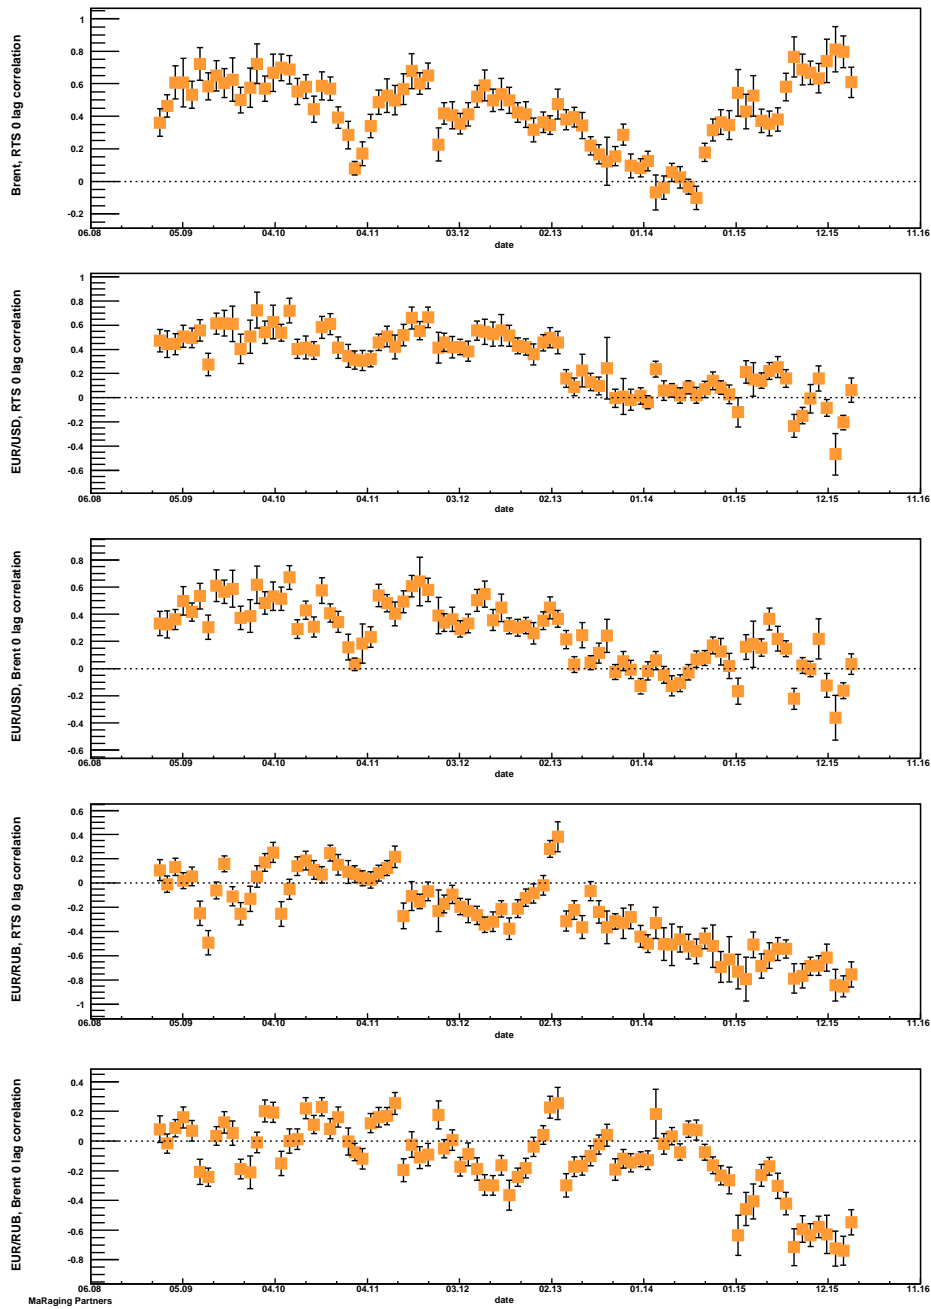 Brent, RTS 0 lag correlation
1
0.8
0.6
0.4
0.2
0
-0.2
06.08 05.09 04.10 04.11 03.12 02.13 01.14 01.15 12.15 11.16
date
EUR/USD, RTS 0 lag correlation
1
0.8
0.6
0.4
0.2
0
-0.2
-0.4
-0.6
06.08 05.09 04.10 04.11 03.12 02.13 01.14 01.15 12.15 11.16
date
EUR/USD, Brent 0 lag correlation
0.8
0.6
0.4
0.2
0
-0.2
-0.4
-0.6
06.08 05.09 04.10 04.11 03.12 02.13 01.14 01.15 12.15 11.16
date
EUR/RUB, RTS 0 lag correlation
0.6
0.4
0.2
0
-0.2
-0.4
-0.6
-0.8
-1
06.08 05.09 04.10 04.11 03.12 02.13 01.14 01.15 12.15 11.16
date
EUR/RUB, Brent 0 lag correlation
0.4
0.2
0
-0.2
-0.4
-0.6
-0.8
06.08 05.09 04.10 04.11 03.12 02.13 01.14 01.15 12.15 11.16
date
MaRaging Partners